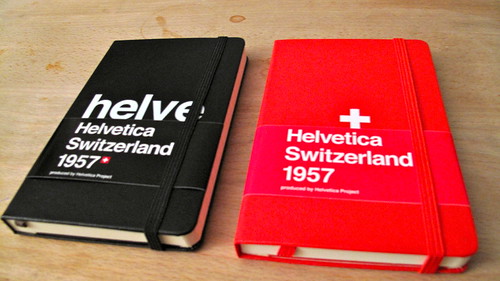 helve
Helvetica
Switzerland
1957
produced by Helvetica Project
Helvetica
Switzerland
1957
produced by Helvetica Project